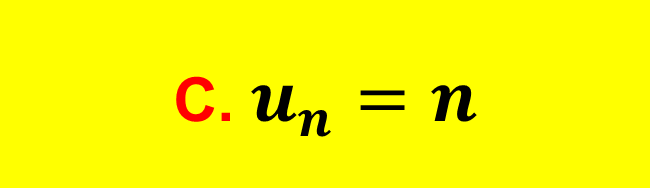 C. uₙ = n